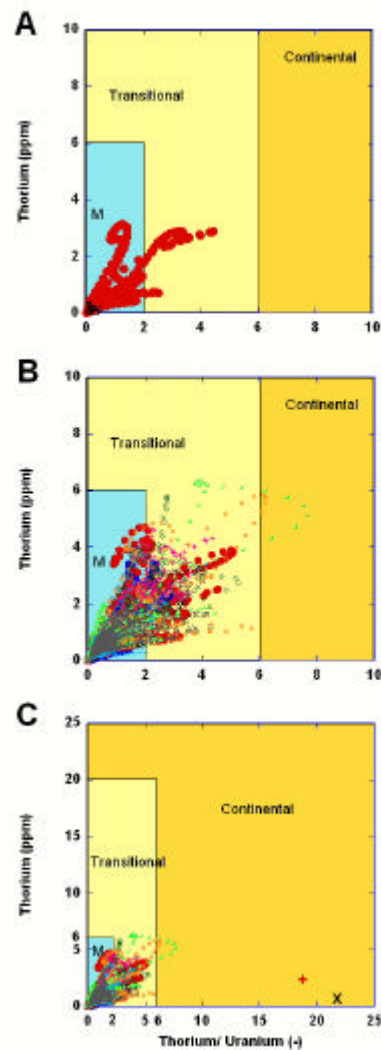 A
10
Continental
Transitional
8
Thorium (ppm)
6
4
M
2
0
0 2 4 6 8 10
B
10
Continental
8
Transitional
Thorium (ppm)
6
4
M
2
0
0 2 4 6 8 10
C
25
20
Continental
Thorium (ppm)
15
Transitional
10
6
5
M
0
X
0 2 5 6 10 15 20 25
Thorium/ Uranium (-)